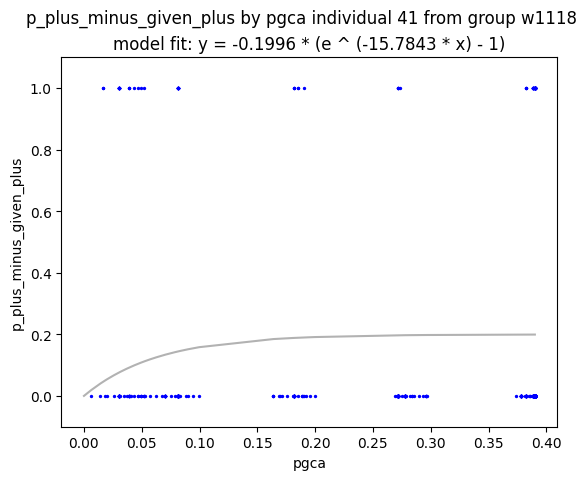 p_plus_minus_given_plus by pgca individual 41 from group w1118
model fit: y = -0.1996 * (e ^ (-15.7843 * x) - 1)
p_plus_minus_given_plus
1.0
0.8
0.6
0.4
0.2
0.0
0.00 0.05 0.10 0.15 0.20 0.25 0.30 0.35 0.40
pgca